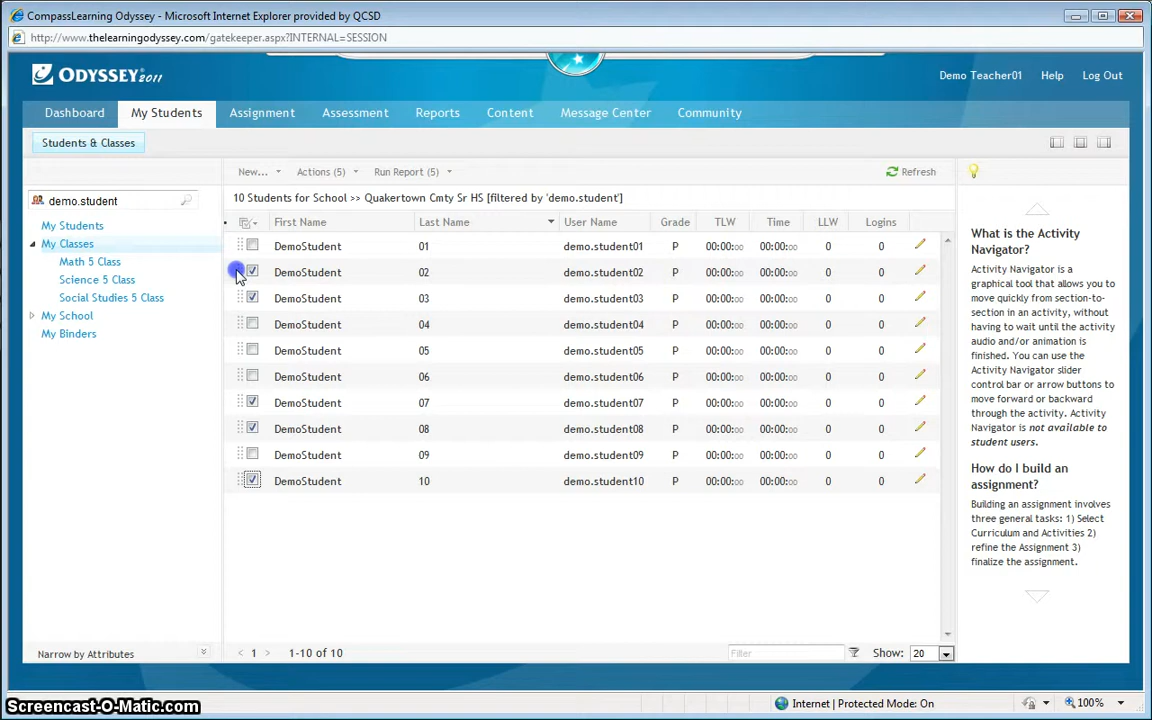 CompassLearning Odyssey - Microsoft Internet Explorer provided by QCSD
http://www.thelearningodyssey.com/gatekeeper.aspx?INTERNAL=SESSION
ODYSSEY 2011
Demo Teacher01 Help Log Out
Dashboard My Students Assignment Assessment Reports Content Message Center Community
Students & Classes
New... Actions (5) Run Report (5) Refresh
demo.student
10 Students for School >> Quakertown Cmty Sr HS [filtered by 'demo.student']
First Name Last Name User Name Grade TLW Time LLW Logins
DemoStudent 01 demo.student01 P 00:00:00 00:00:00 0 0
DemoStudent 02 demo.student02 P 00:00:00 00:00:00 0 0
DemoStudent 03 demo.student03 P 00:00:00 00:00:00 0 0
DemoStudent 04 demo.student04 P 00:00:00 00:00:00 0 0
DemoStudent 05 demo.student05 P 00:00:00 00:00:00 0 0
DemoStudent 06 demo.student06 P 00:00:00 00:00:00 0 0
DemoStudent 07 demo.student07 P 00:00:00 00:00:00 0 0
DemoStudent 08 demo.student08 P 00:00:00 00:00:00 0 0
DemoStudent 09 demo.student09 P 00:00:00 00:00:00 0 0
DemoStudent 10 demo.student10 P 00:00:00 00:00:00 0 0
My Students
My Classes
Math 5 Class
Science 5 Class
Social Studies 5 Class
My School
My Binders
Narrow by Attributes
< 1 > 1-10 of 10
Filter
Show: 20
What is the Activity
Navigator?
Activity Navigator is a
graphical tool that allows you to
move quickly from section-to-
section in an activity, without
having to wait until the activity
audio and/or animation is
finished. You can use the
Activity Navigator slider
control bar or arrow buttons to
move forward or backward
through the activity. Activity
Navigator is not available to
student users.
How do I build an
assignment?
Building an assignment involves
three general tasks: 1) Select
Curriculum and Activities 2)
refine the Assignment 3)
finalize the assignment.
Internet | Protected Mode: On
100%
Screencast-O-Matic.com